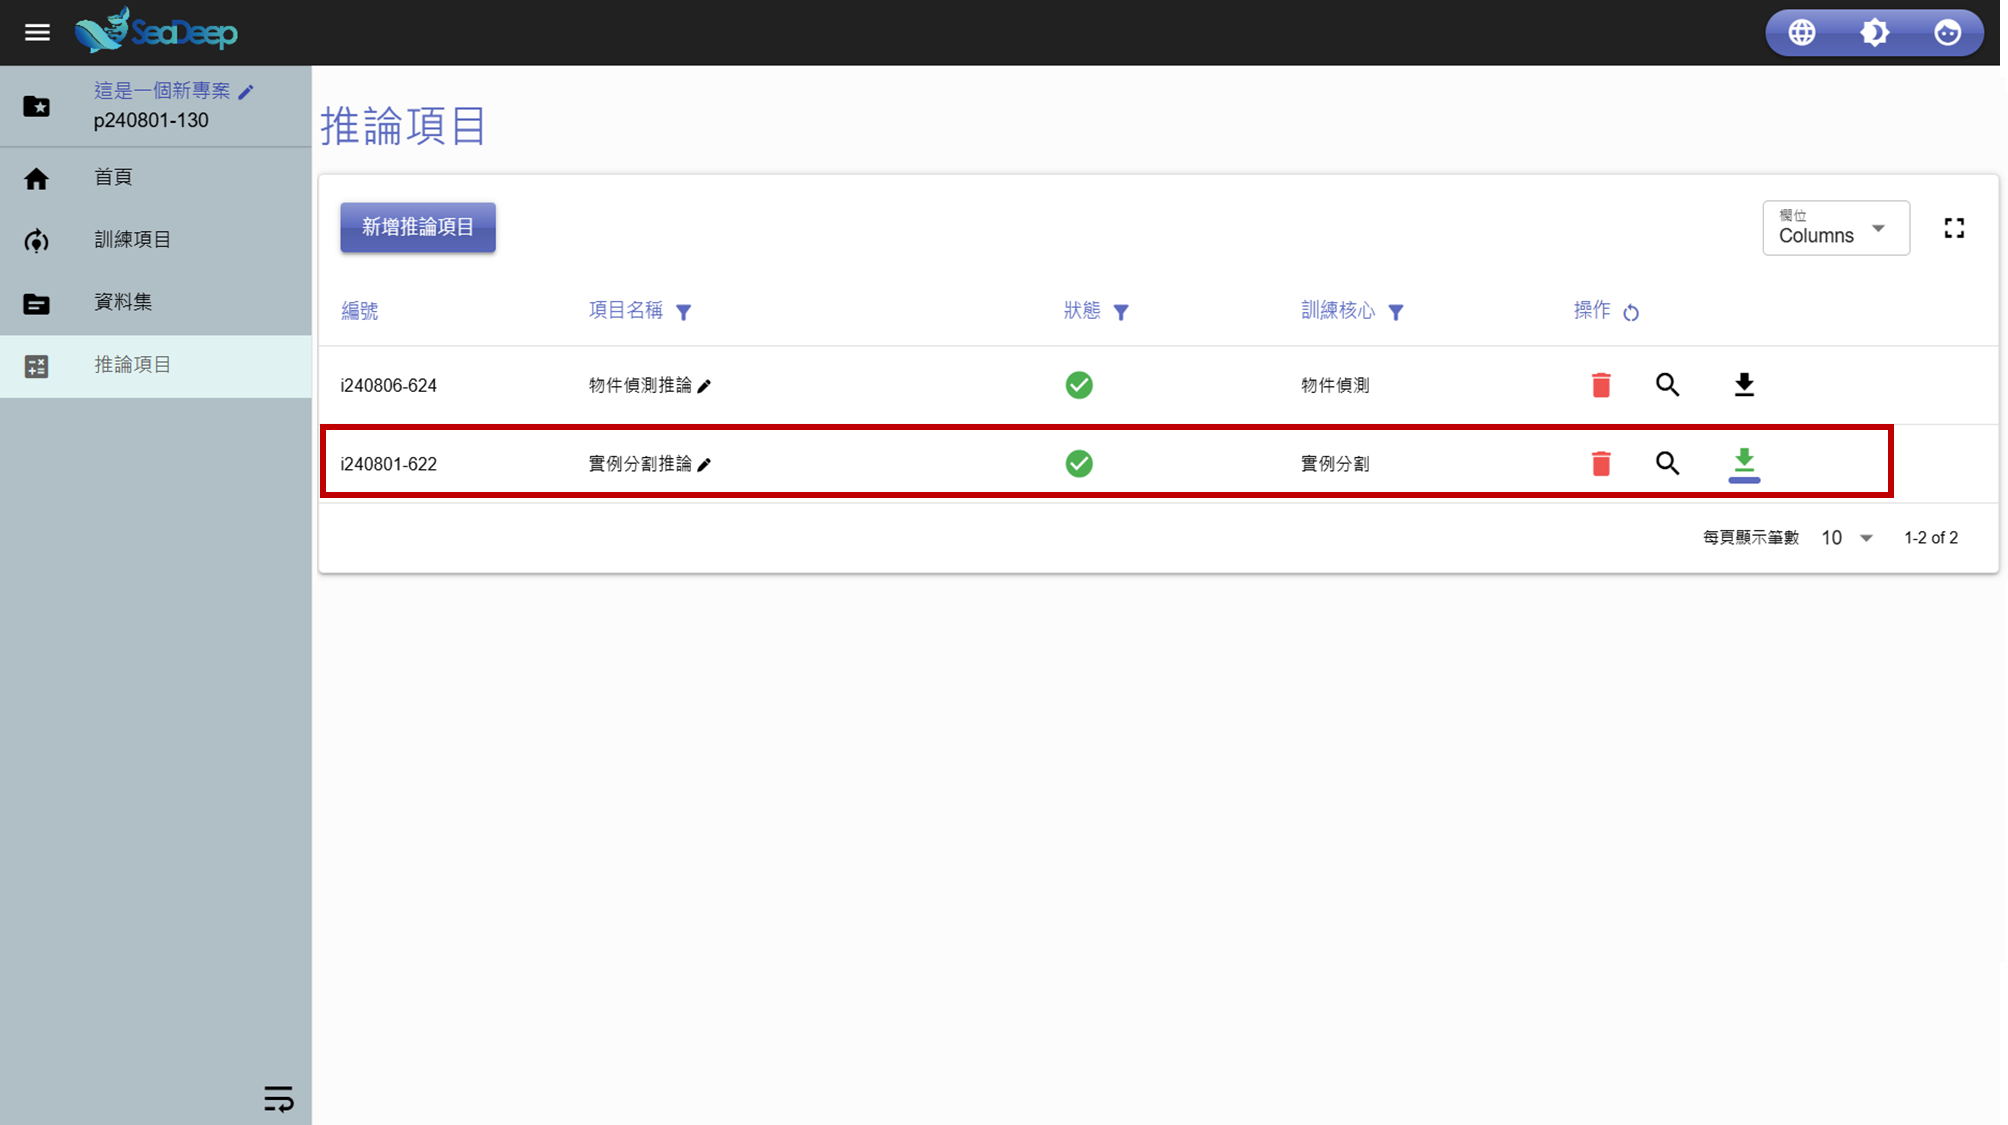 SeaDeep
這是一個新專案
p240801-130
首頁
訓練項目
資料集
推論項目
推論項目
新增推論項目
欄位
Columns
編號 項目名稱 狀態 訓練核心 操作
i240806-624 物件偵測推論 物件偵測
i240801-622 實例分割推論 實例分割
每頁顯示筆數 10 1-2 of 2